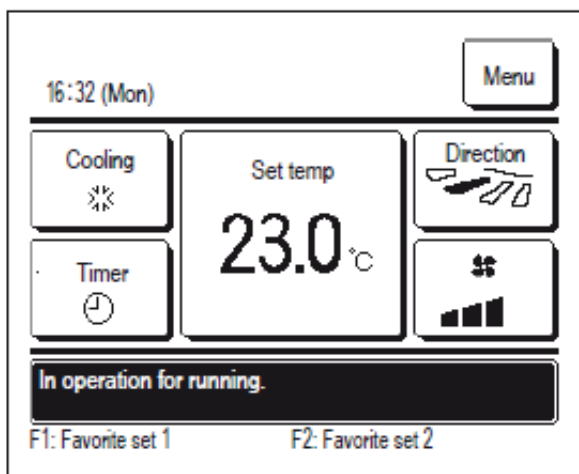 16:32 (Mon)
Menu
Cooling
Set temp
Direction
23.0 °C
Timer
In operation for running.
F1: Favorite set 1
F2: Favorite set 2